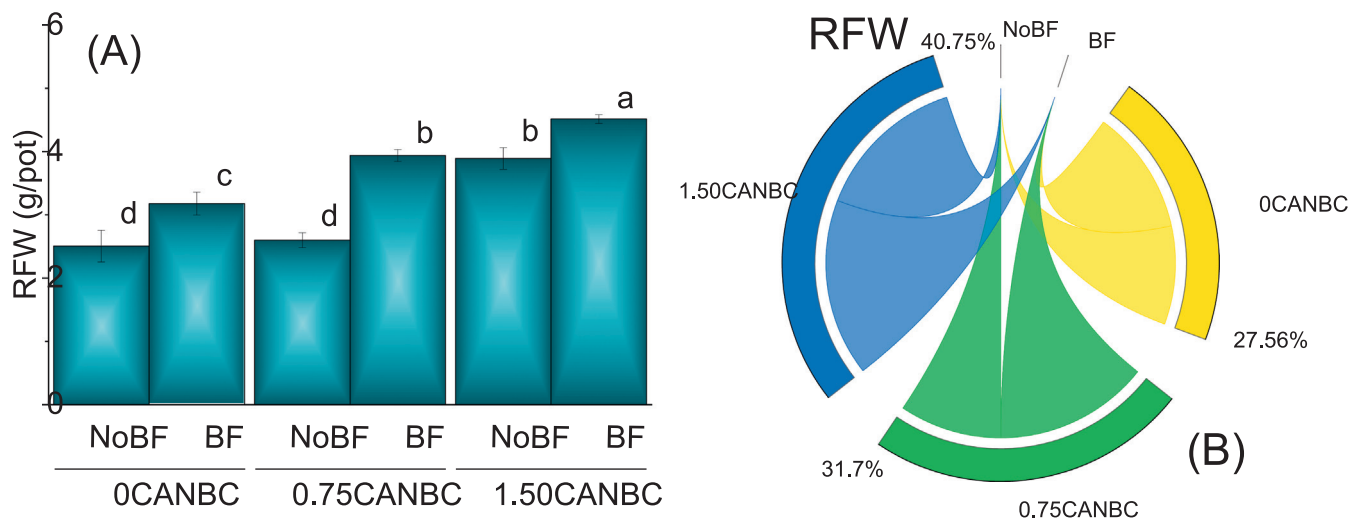 (A)
RFW (g/pot)
6
4
2
0
d
c
d
b
b
a
NoBF BF NoBF BF NoBF BF
0CANBC 0.75CANBC 1.50CANBC
RFW
40.75%
NoBF
BF
1.50CANBC
0CANBC
27.56%
31.7%
0.75CANBC
(B)